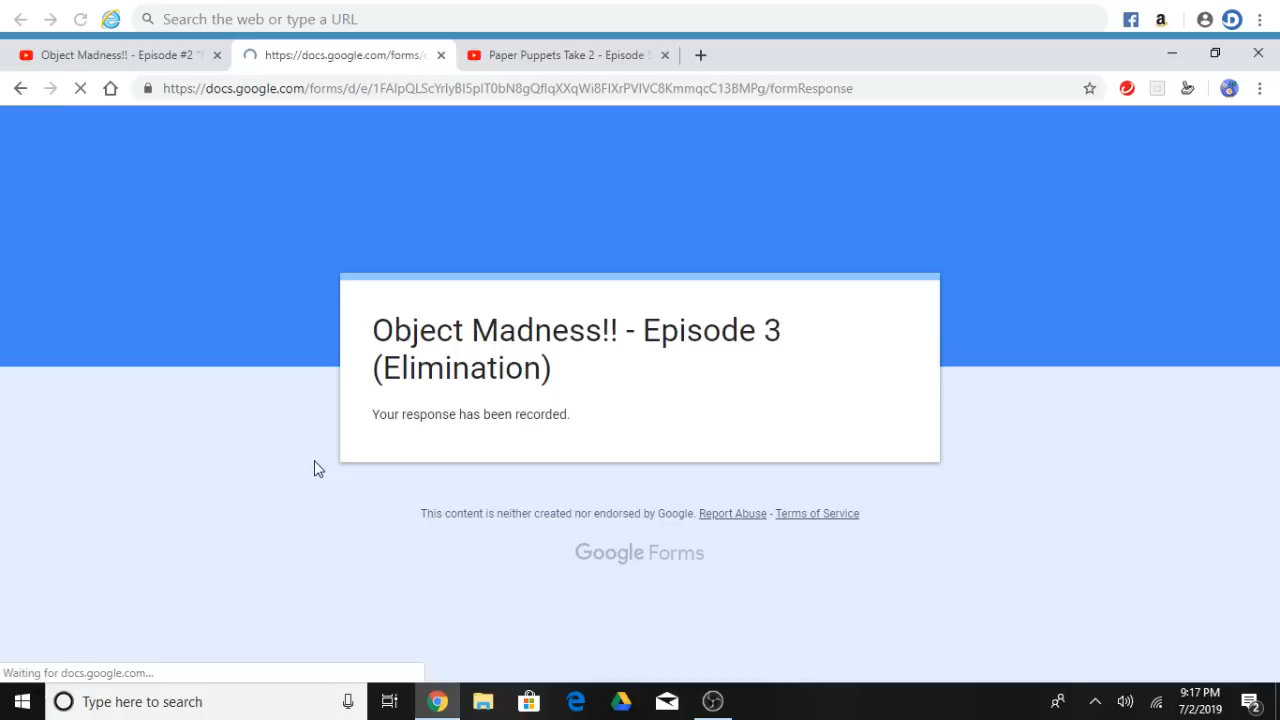 Search the web or type a URL
Object Madness!! - Episode #2 "
https://docs.google.com/forms/
Paper Puppets Take 2 - Episode
https://docs.google.com/forms/d/e/1FAIpQLScYrIyBI5pIT0bN8gQfIqXXqWi8FIXrPVIVC8KmmqcC13BMPg/formResponse
Object Madness!! - Episode 3
(Elimination)
Your response has been recorded.
This content is neither created nor endorsed by Google. Report Abuse - Terms of Service
Google Forms
Waiting for docs.google.com...
Type here to search
9:17 PM
7/2/2019
2